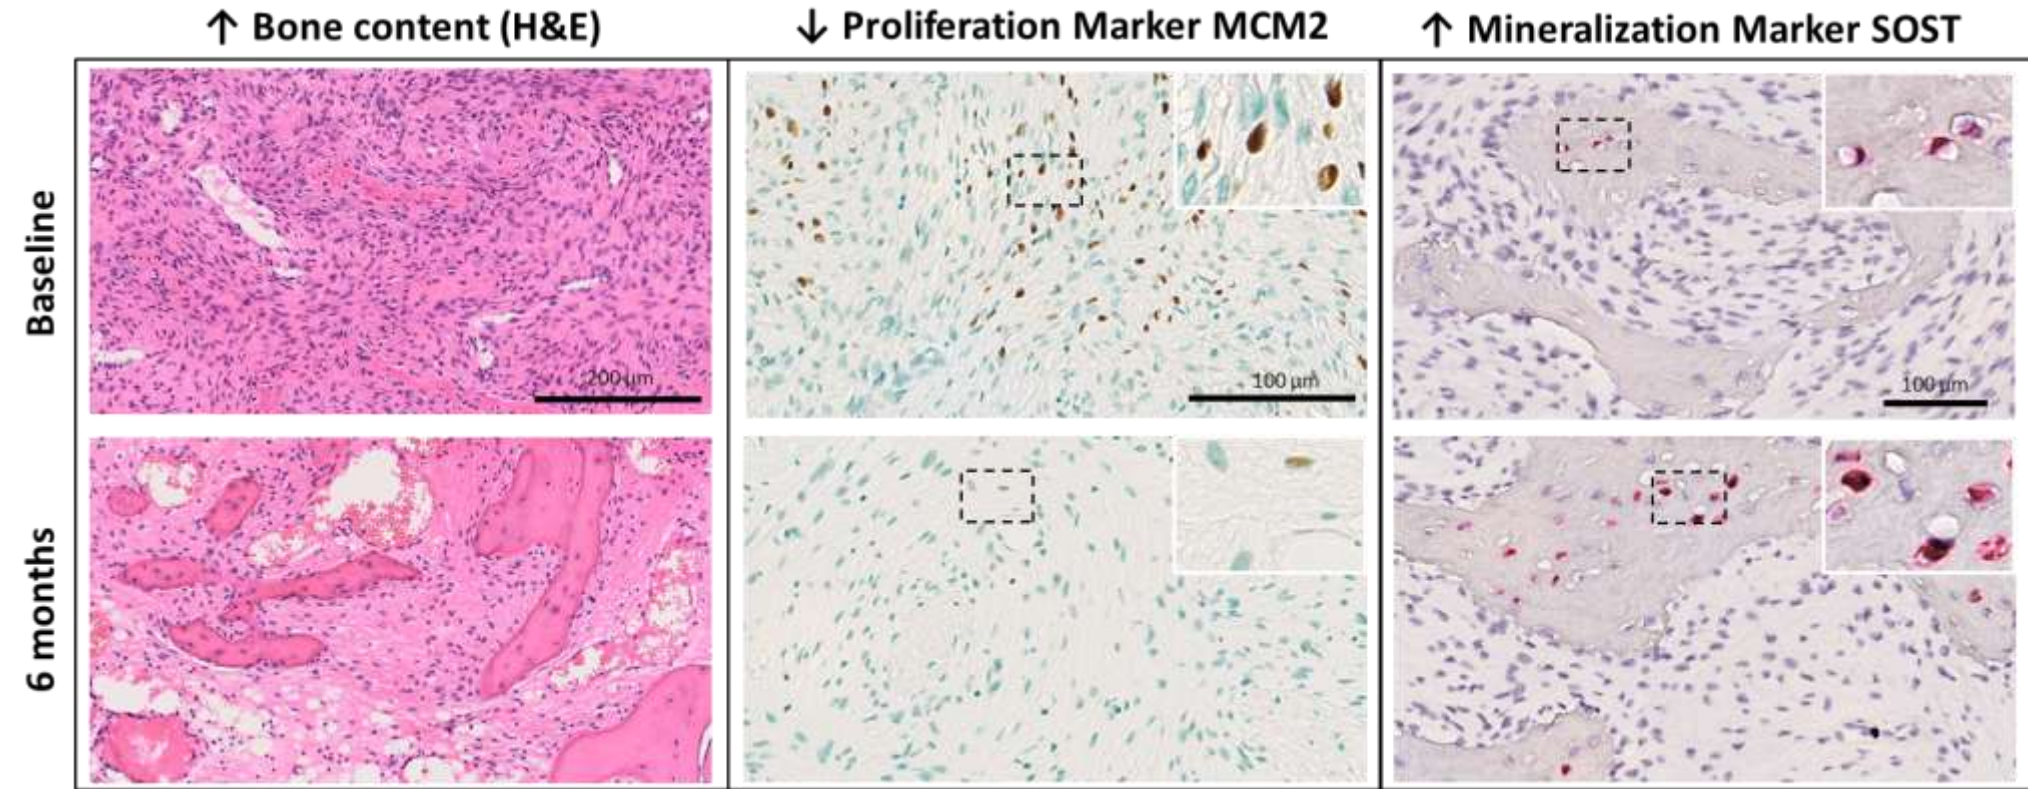 ↑ Bone content (H&E)
↓ Proliferation Marker MCM2
↑ Mineralization Marker SOST
Baseline
200 µm
100 µm
100 µm
6 months